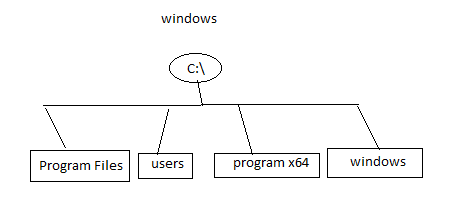 windows
C:\
Program Files
users
program x64
windows